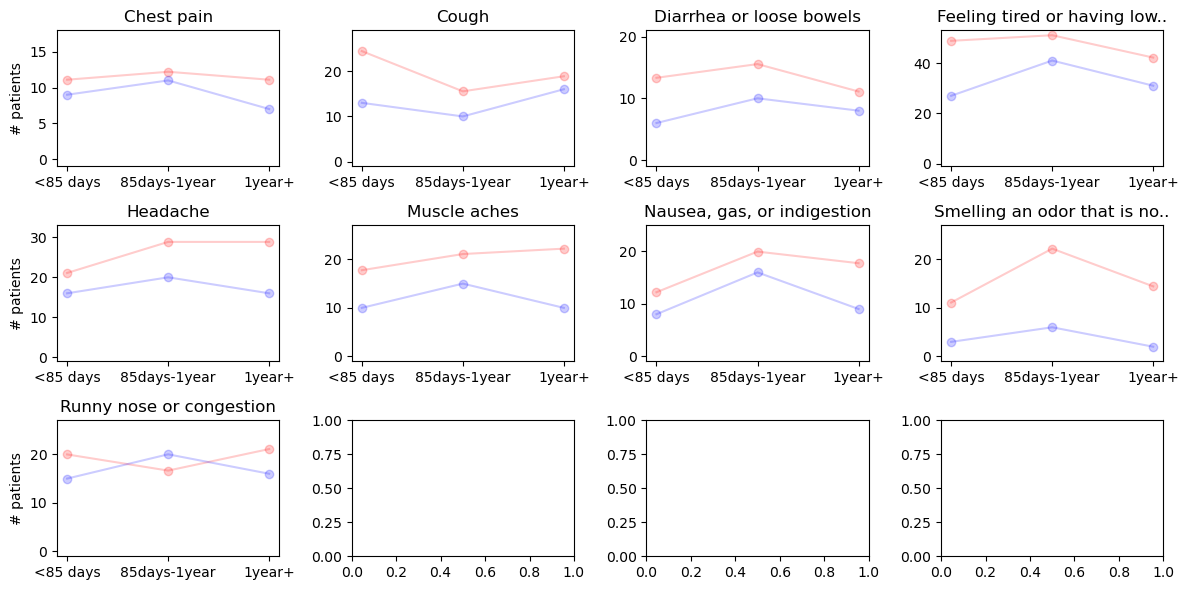 Chest pain
Cough
Diarrhea or loose bowels
Feeling tired or having low..
# patients
15
10
5
0
<85 days 85days-1year 1year+
20
10
0
<85 days 85days-1year 1year+
20
10
0
<85 days 85days-1year 1year+
40
20
0
<85 days 85days-1year 1year+
Headache
Muscle aches
Nausea, gas, or indigestion
Smelling an odor that is no..
# patients
30
20
10
0
<85 days 85days-1year 1year+
20
10
0
<85 days 85days-1year 1year+
20
10
0
<85 days 85days-1year 1year+
20
10
0
<85 days 85days-1year 1year+
Runny nose or congestion
# patients
20
10
0
<85 days 85days-1year 1year+
1.00
0.75
0.50
0.25
0.00
0.0 0.2 0.4 0.6 0.8 1.0
1.00
0.75
0.50
0.25
0.00
0.0 0.2 0.4 0.6 0.8 1.0
1.00
0.75
0.50
0.25
0.00
0.0 0.2 0.4 0.6 0.8 1.0